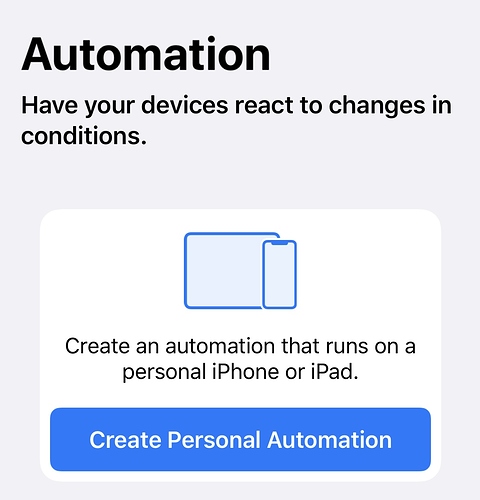 Automation
Have your devices react to changes in
conditions.
Create an automation that runs on a
personal iPhone or iPad.
Create Personal Automation